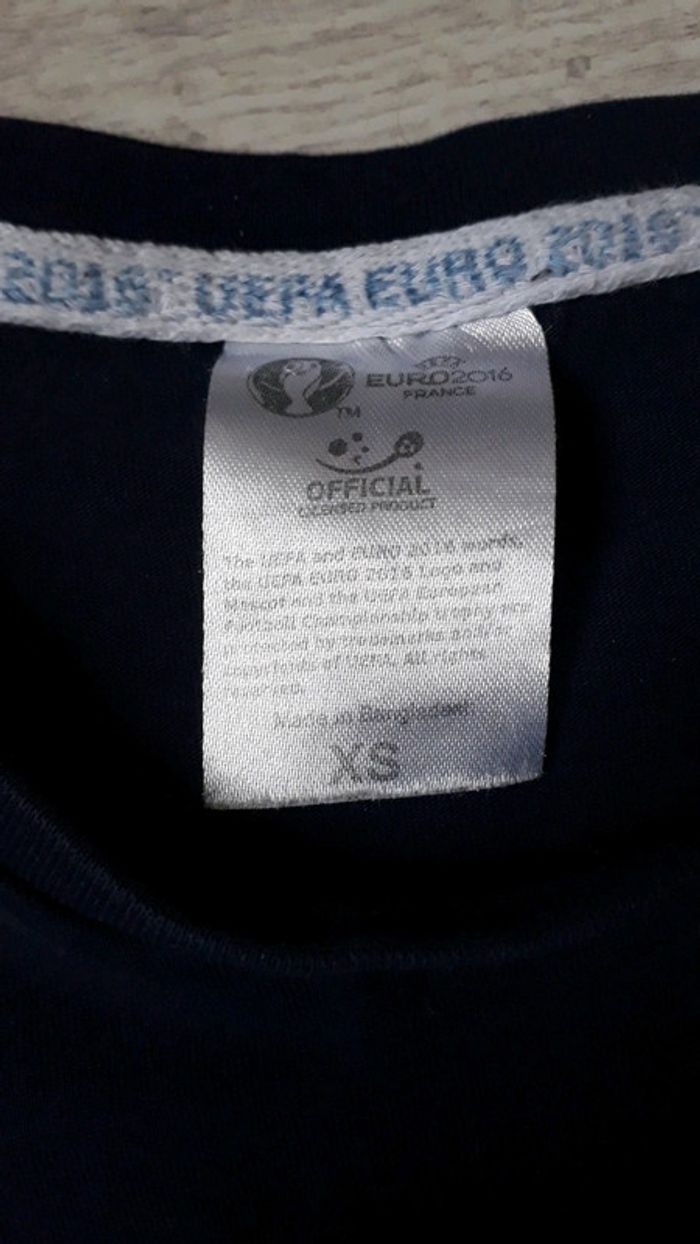 2016™ UEFA EURO 2016
EURO2016
FRANCE
TM
OFFICIAL
LICENSED PRODUCT
The UEFA and EURO 2016 words,
the UEFA EURO 2016 Logo and
Mascot and the UEFA European
Football Championship trophy are
protected by trademarks and/or
copyrights of UEFA. All rights
reserved.
Made in Bangladesh
XS